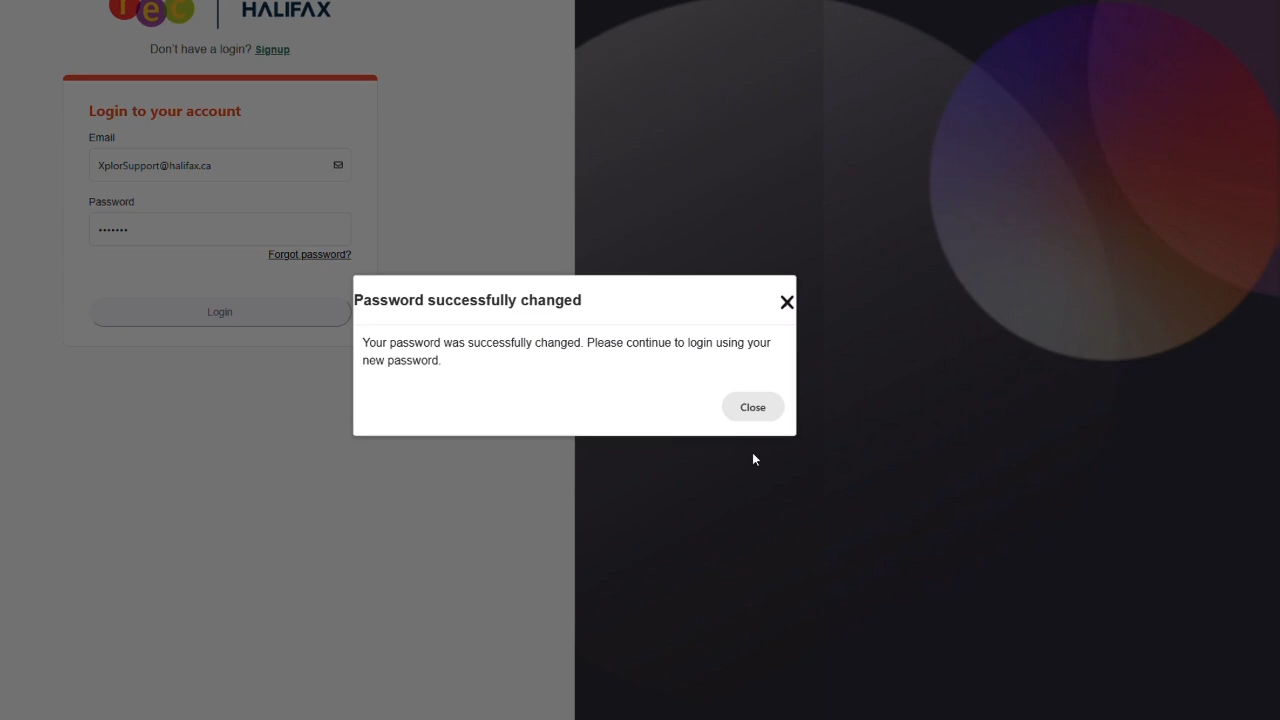 rec
HALIFAX
Don't have a login? Signup
Login to your account
Email
XplorSupport@halifax.ca
Password
•••••••
Forgot password?
Login
Password successfully changed
Your password was successfully changed. Please continue to login using your
new password.
Close